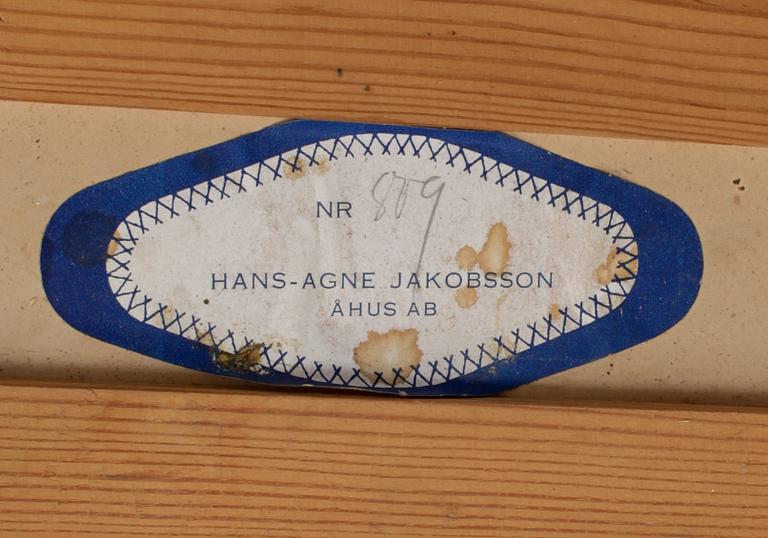 NR 809
HANS-AGNE JAKOBSSON
ÅHUS AB